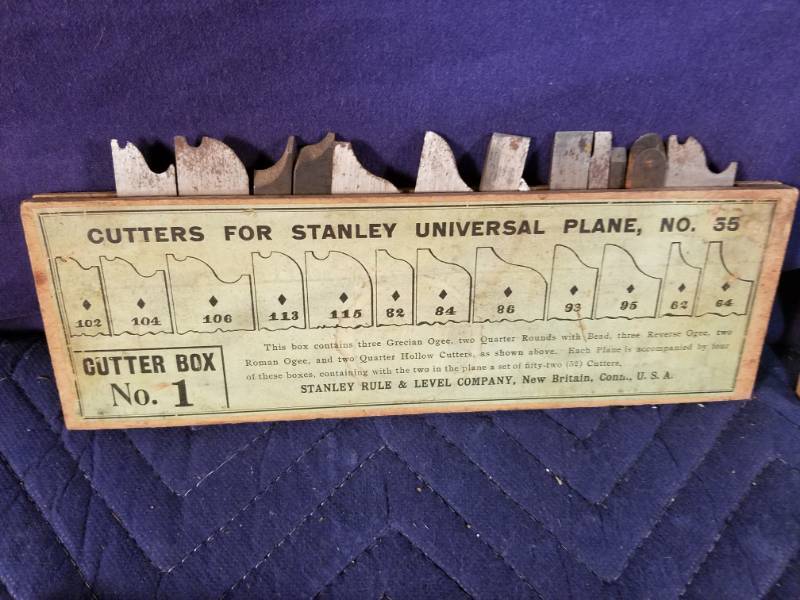 CUTTERS FOR STANLEY UNIVERSAL PLANE, NO. 55
102 104 106 113 115 82 84 86 93 95 62 64
CUTTER BOX
No. 1
This box contains three Grecian Ogee, two Quarter Rounds with Bead, three Reverse Ogee, two
Roman Ogee, and two Quarter Hollow Cutters, as shown above. Each Plane is accompanied by four
of these boxes, containing with the two in the plane a set of fifty-two (52) Cutters.
STANLEY RULE & LEVEL COMPANY, New Britain, Conn., U. S. A.